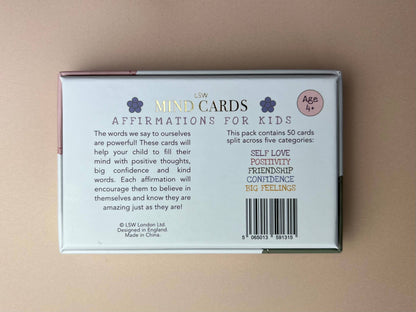 LSW
MIND CARDS
Age
4+
AFFIRMATIONS FOR KIDS
The words we say to ourselves
are powerful! These cards will
help your child to fill their
mind with positive thoughts,
big confidence and kind
words. Each affirmation will
encourage them to believe in
themselves and know they are
amazing just as they are!
© LSW London Ltd.
Designed in England.
Made in China.
This pack contains 50 cards
split across five categories:
SELF LOVE
POSITIVITY
FRIENDSHIP
CONFIDENCE
BIG FEELINGS
5 065013 591315